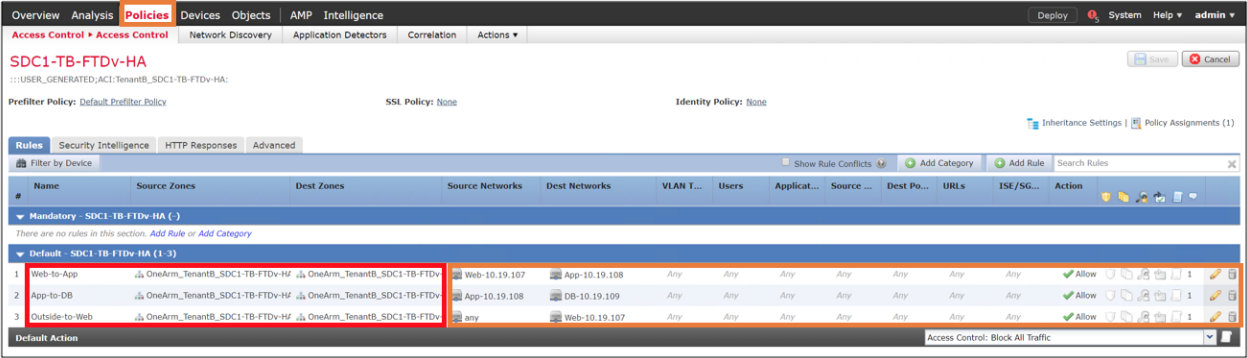 Overview Analysis Policies Devices Objects AMP Intelligence Deploy 5 System Help ▾ admin ▾
Access Control ▸ Access Control Network Discovery Application Detectors Correlation Actions ▾
SDC1-TB-FTDv-HA Save Cancel
:::USER_GENERATED;ACI:TenantB_SDC1-TB-FTDv-HA:
Prefilter Policy: Default Prefilter Policy SSL Policy: None Identity Policy: None
Inheritance Settings | Policy Assignments (1)
Rules Security Intelligence HTTP Responses Advanced
Filter by Device Show Rule Conflicts Add Category Add Rule Search Rules
# Name Source Zones Dest Zones Source Networks Dest Networks VLAN T... Users Applicat... Source ... Dest Po... URLs ISE/SG... Action
Mandatory - SDC1-TB-FTDv-HA (-)
There are no rules in this section. Add Rule or Add Category
Default - SDC1-TB-FTDv-HA (1-3)
1 Web-to-App OneArm_TenantB_SDC1-TB-FTDv-HA OneArm_TenantB_SDC1-TB-FTDv- Web-10.19.107 App-10.19.108 Any Any Any Any Any Any Any Allow 1
2 App-to-DB OneArm_TenantB_SDC1-TB-FTDv-HA OneArm_TenantB_SDC1-TB-FTDv- App-10.19.108 DB-10.19.109 Any Any Any Any Any Any Any Allow 1
3 Outside-to-Web OneArm_TenantB_SDC1-TB-FTDv-HA OneArm_TenantB_SDC1-TB-FTDv- any Web-10.19.107 Any Any Any Any Any Any Any Allow 1
Default Action Access Control: Block All Traffic